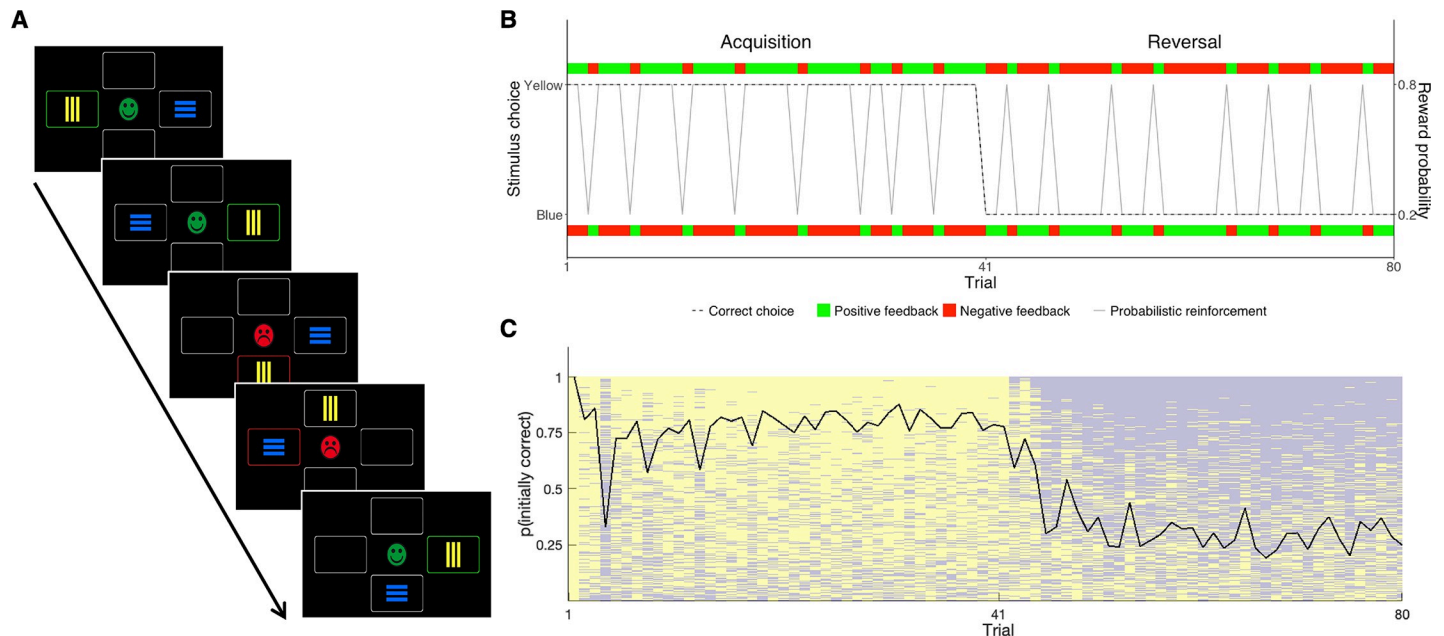 A
B
Acquisition
Reversal
Stimulus choice
Yellow
Blue
0.8
0.2
Reward probability
1
41
80
Trial
Correct choice
Positive feedback
Negative feedback
Probabilistic reinforcement
C
p(initially correct)
1
0.75
0.5
0.25
1
41
80
Trial